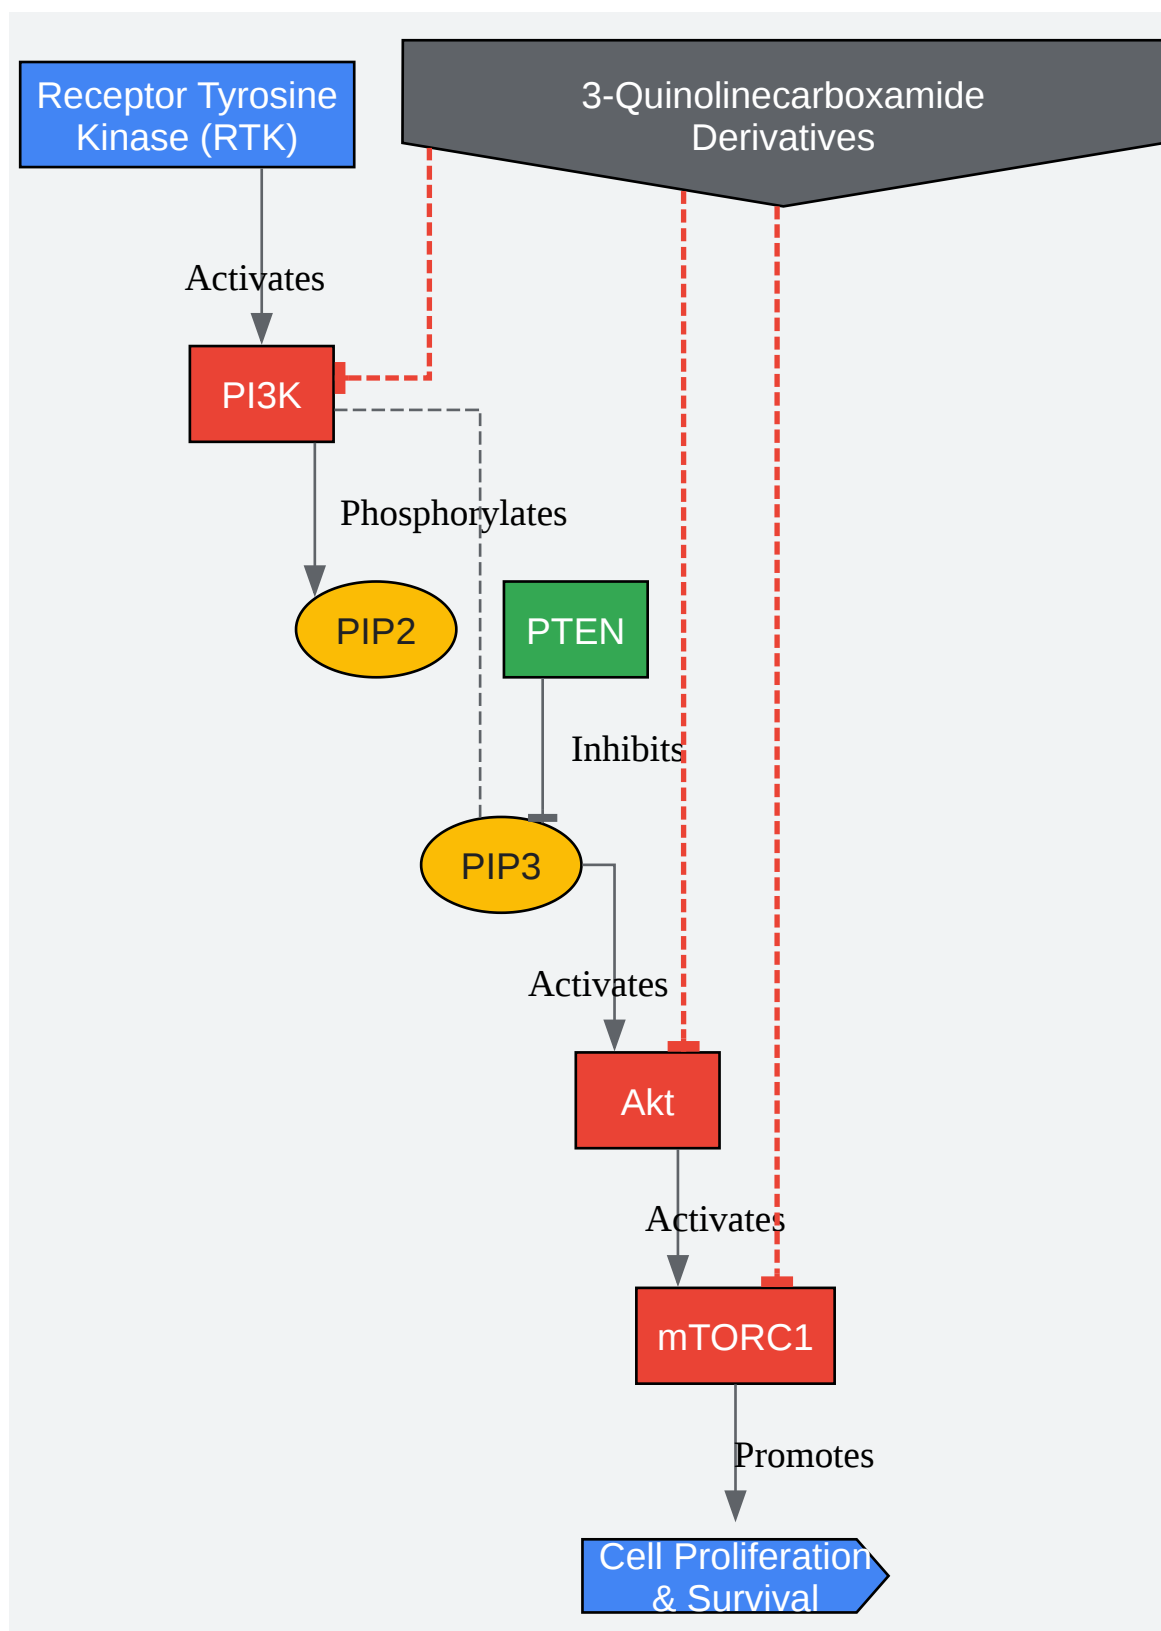 Receptor Tyrosine
Kinase (RTK)
3-Quinolinecarboxamide
Derivatives
Activates
PI3K
Phosphorylates
PIP2
PTEN
Inhibits
PIP3
Activates
Akt
Activates
mTORC1
Promotes
Cell Proliferation
& Survival